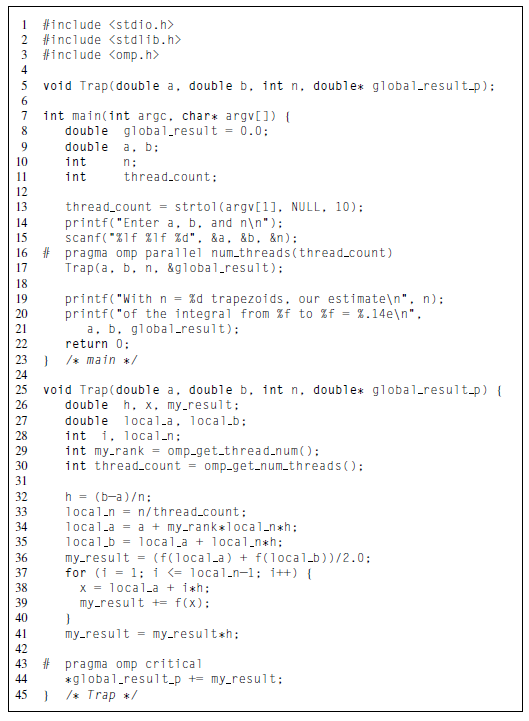 1 #include <stdio.h>
2 #include <stdlib.h>
3 #include <omp.h>
4
5 void Trap(double a, double b, int n, double* global_result_p);
6
7 int main(int argc, char* argv[]) {
8 double global_result = 0.0;
9 double a, b;
10 int n;
11 int thread_count;
12
13 thread_count = strtol(argv[1], NULL, 10);
14 printf("Enter a, b, and n\n");
15 scanf("%lf %lf %d", &a, &b, &n);
16 # pragma omp parallel num_threads(thread_count)
17 Trap(a, b, n, &global_result);
18
19 printf("With n = %d trapezoids, our estimate\n", n);
20 printf("of the integral from %f to %f = %.14e\n",
21 a, b, global_result);
22 return 0;
23 } /* main */
24
25 void Trap(double a, double b, int n, double* global_result_p) {
26 double h, x, my_result;
27 double local_a, local_b;
28 int i, local_n;
29 int my_rank = omp_get_thread_num();
30 int thread_count = omp_get_num_threads();
31
32 h = (b−a)/n;
33 local_n = n/thread_count;
34 local_a = a + my_rank*local_n*h;
35 local_b = local_a + local_n*h;
36 my_result = (f(local_a) + f(local_b))/2.0;
37 for (i = 1; i <= local_n−1; i++) {
38 x = local_a + i*h;
39 my_result += f(x);
40 }
41 my_result = my_result*h;
42
43 # pragma omp critical
44 *global_result_p += my_result;
45 } /* Trap */